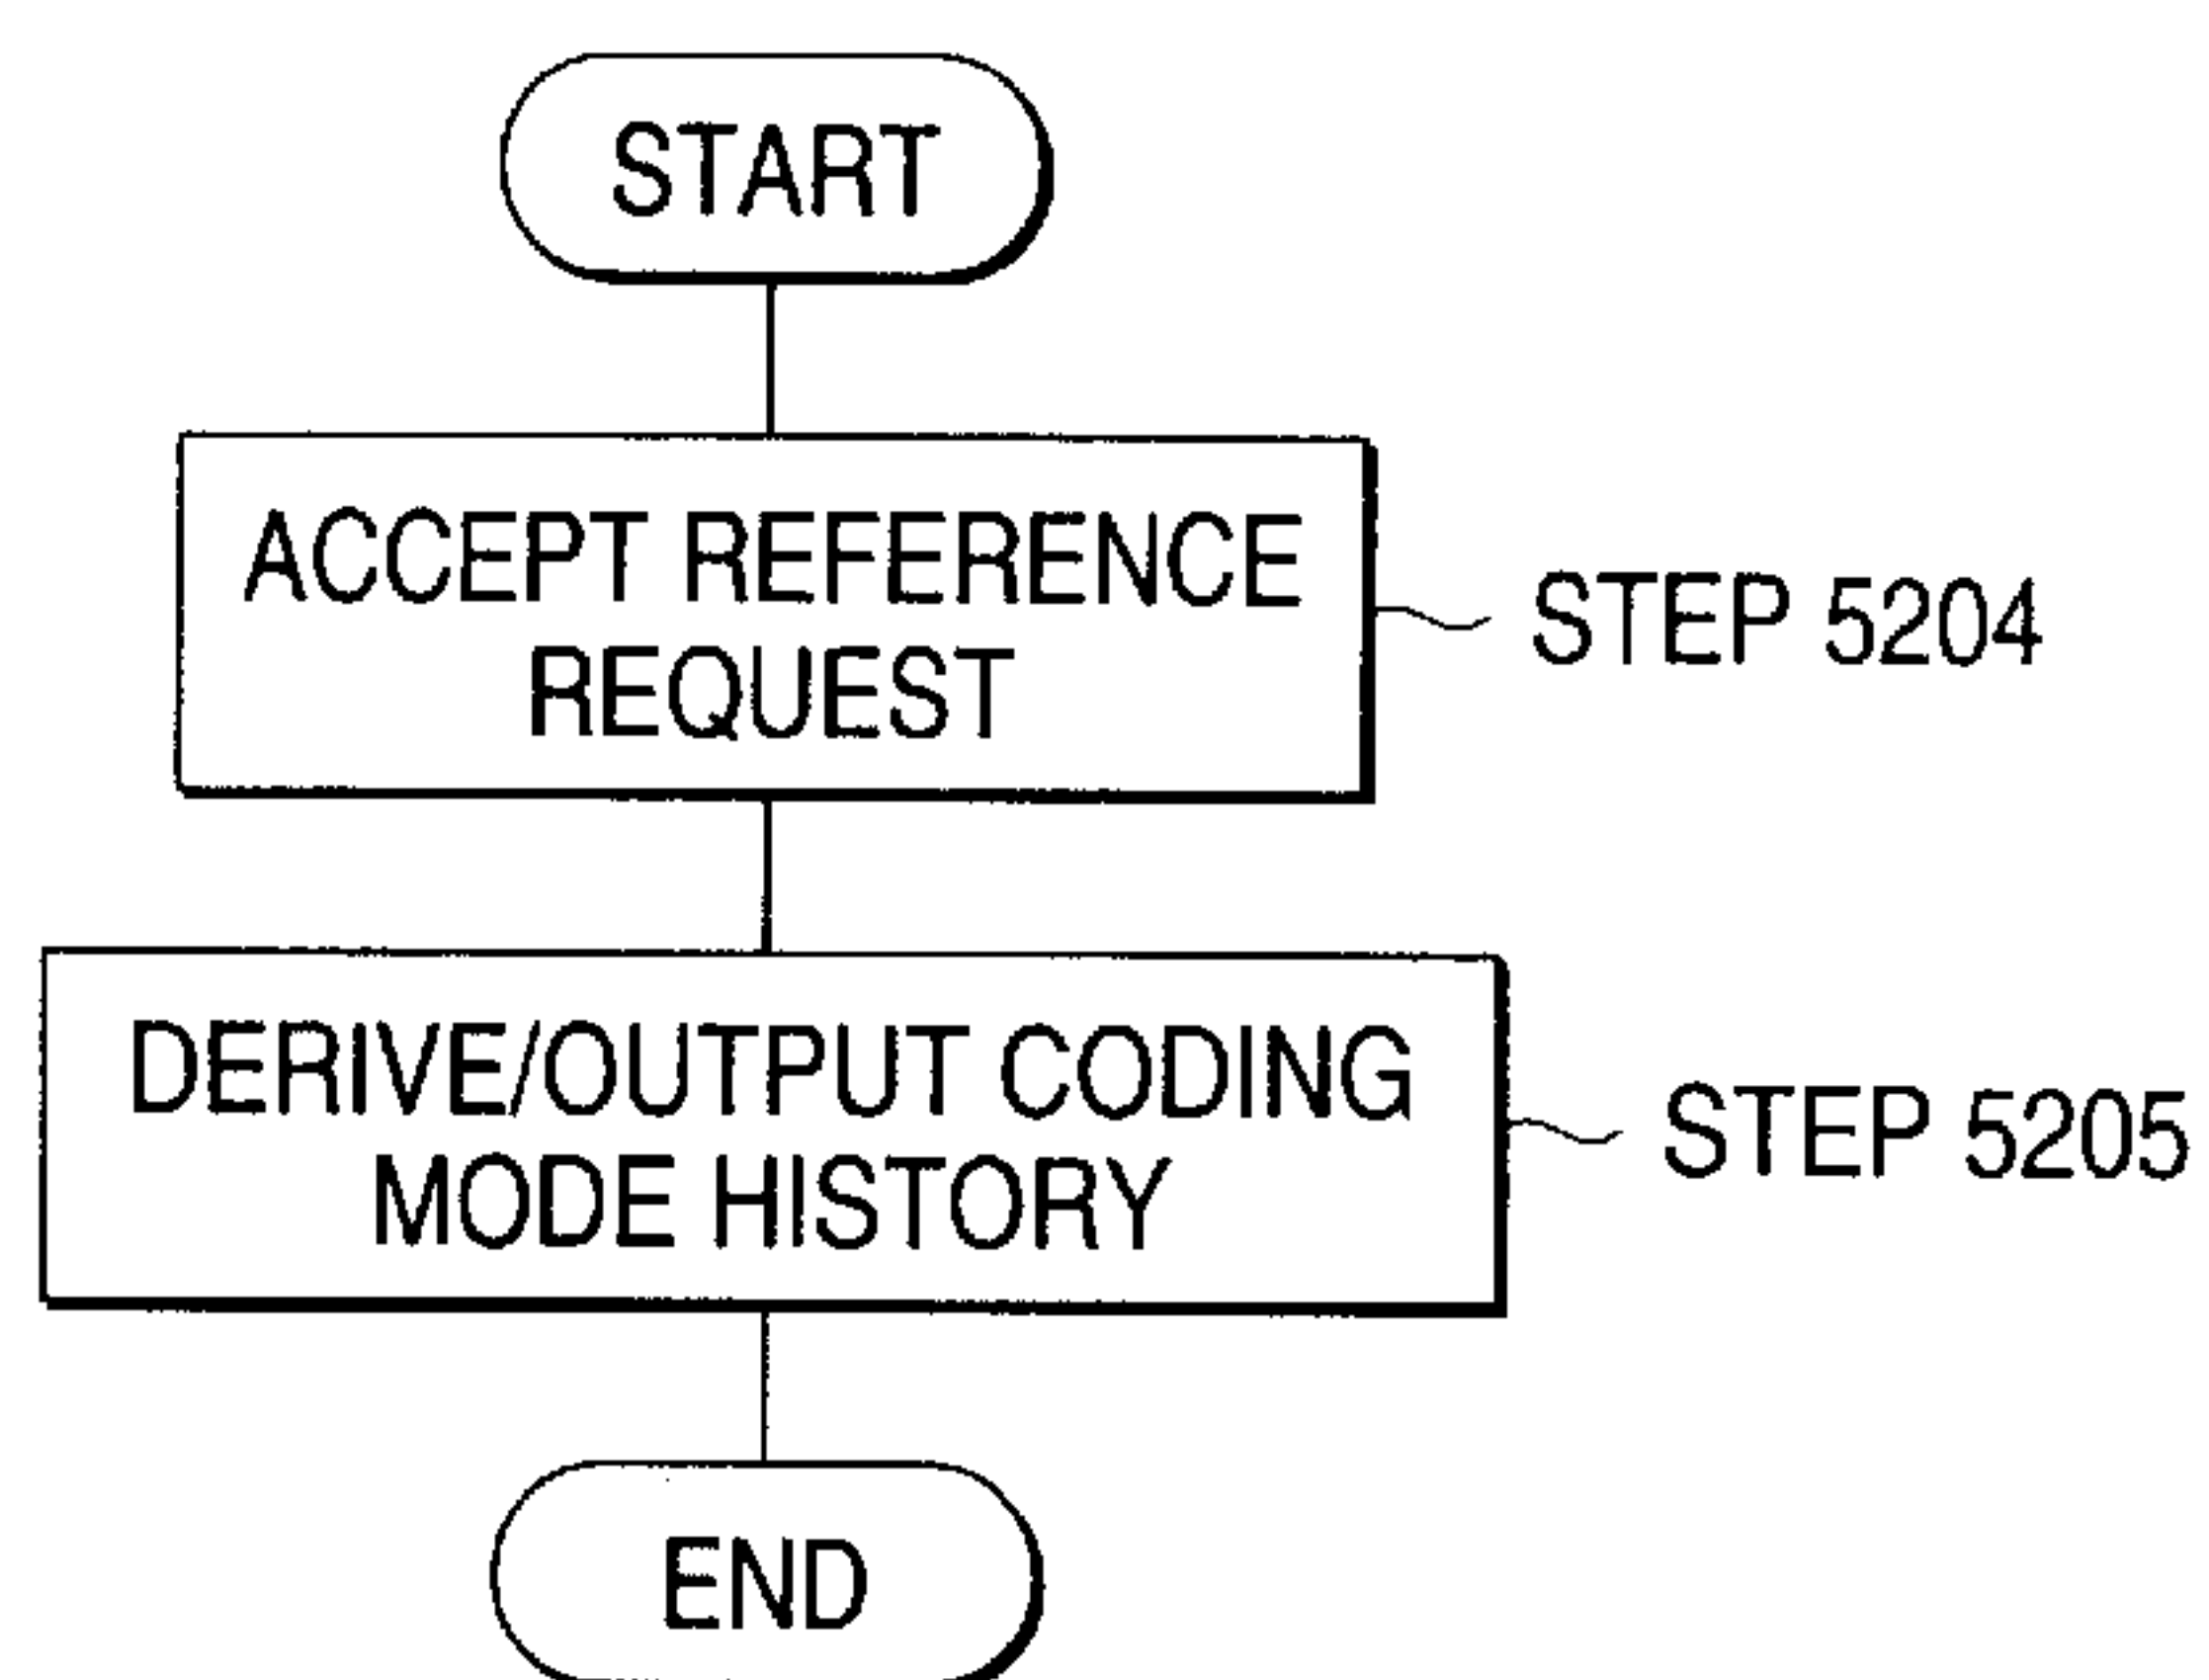 START
ACCEPT REFERENCE
REQUEST
STEP 5204
DERIVE/OUTPUT CODING
MODE HISTORY
STEP 5205
END